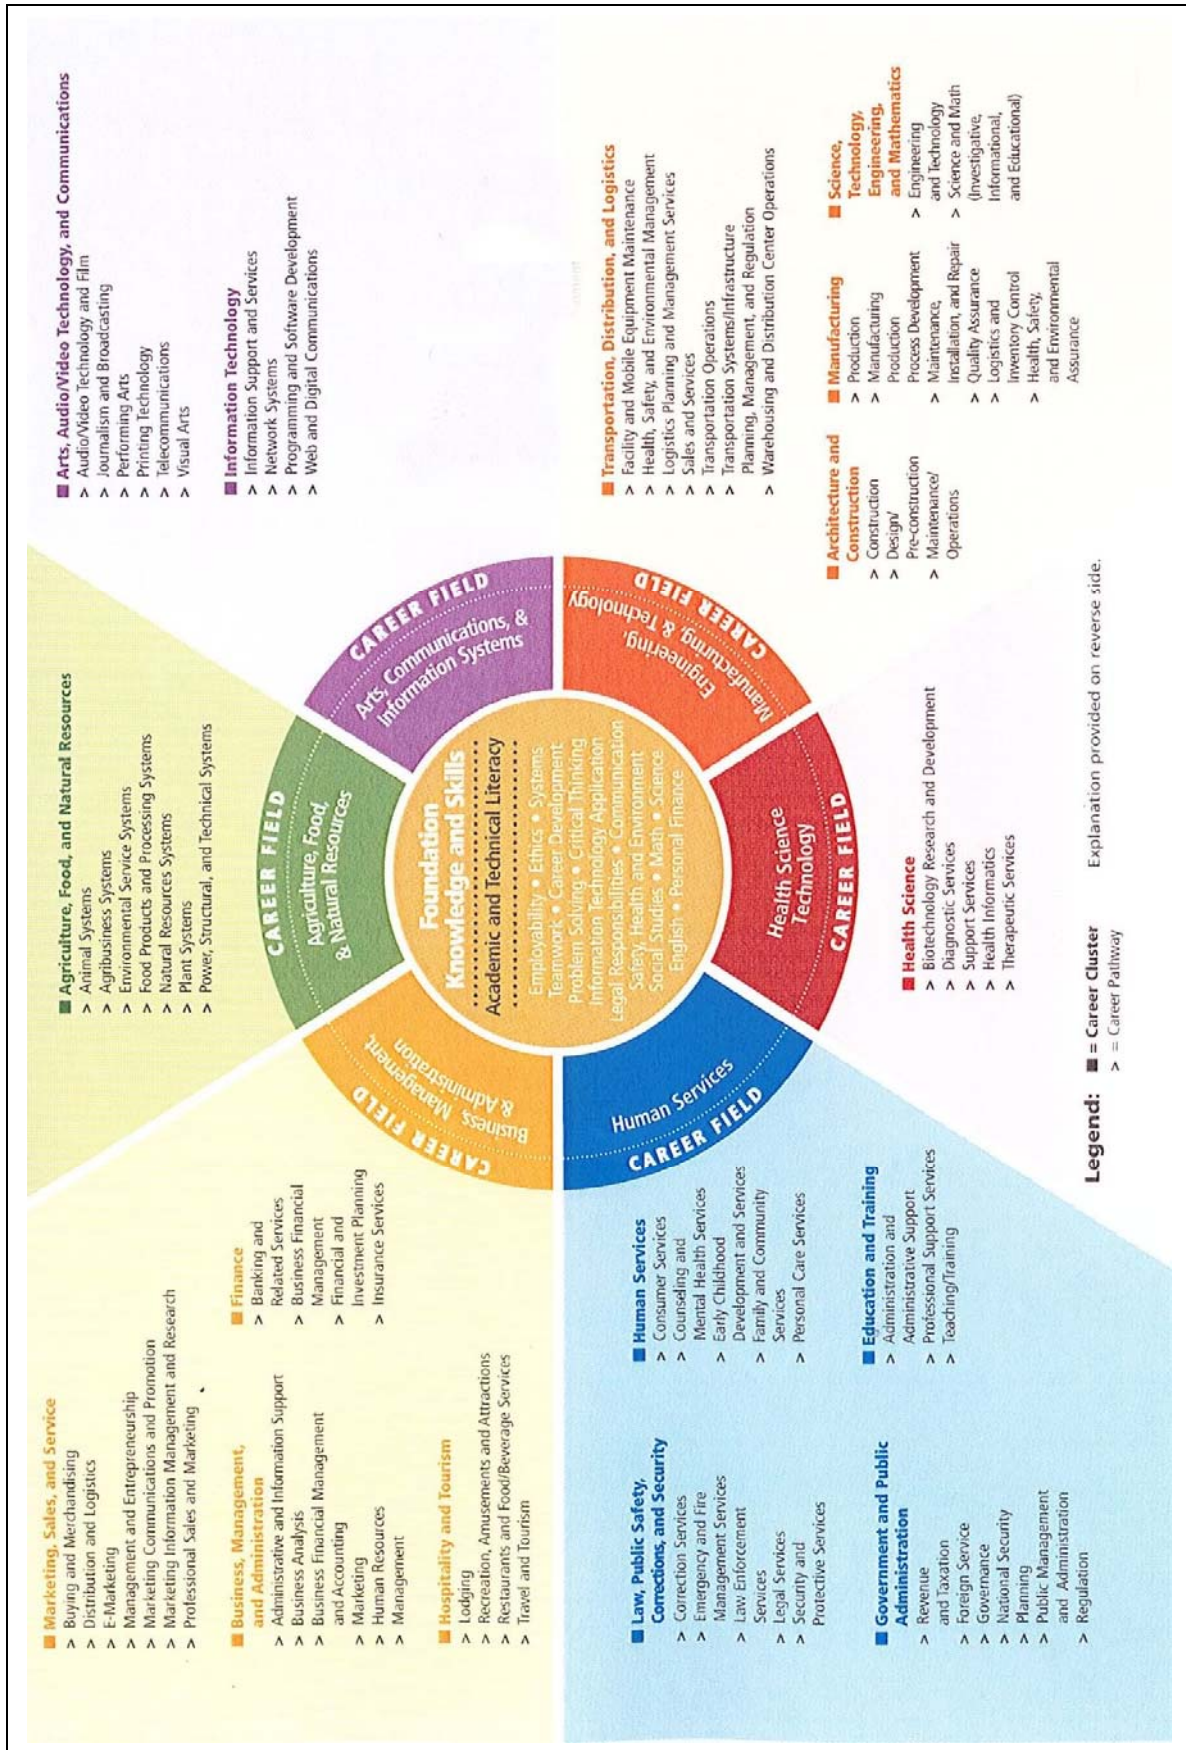 ■ Marketing, Sales, and Service
> Buying and Merchandising
> Distribution and Logistics
> E-Marketing
> Management and Entrepreneurship
> Marketing Communications and Promotion
> Marketing Information Management and Research
> Professional Sales and Marketing
■ Business, Management,
and Administration
> Administrative and Information Support
> Business Analysis
> Business Financial Management
and Accounting
> Marketing
> Human Resources
> Management
■ Finance
> Banking and
Related Services
> Business Financial
Management
> Financial and
Investment Planning
> Insurance Services
■ Hospitality and Tourism
> Lodging
> Recreation, Amusements and Attractions
> Restaurants and Food/Beverage Services
> Travel and Tourism
■ Agriculture, Food, and Natural Resources
> Animal Systems
> Agribusiness Systems
> Environmental Service Systems
> Food Products and Processing Systems
> Natural Resources Systems
> Plant Systems
> Power, Structural, and Technical Systems
■ Arts, Audio/Video Technology, and Communications
> Audio/Video Technology and Film
> Journalism and Broadcasting
> Performing Arts
> Printing Technology
> Telecommunications
> Visual Arts
■ Information Technology
> Information Support and Services
> Network Systems
> Programming and Software Development
> Web and Digital Communications
CAREER FIELD
Business, Management,
& Administration
CAREER FIELD
Agriculture, Food,
& Natural Resources
CAREER FIELD
Arts, Communications, &
Information Systems
Foundation
Knowledge and Skills
Academic and Technical Literacy
Employability • Ethics • Systems
Teamwork • Career Development
Problem Solving • Critical Thinking
Information Technology Application
Legal Responsibilities • Communication
Safety, Health and Environment
Social Studies • Math • Science
English • Personal Finance
Human Services
CAREER FIELD
Health Science
Technology
CAREER FIELD
Engineering,
Manufacturing, & Technology
CAREER FIELD
■ Law, Public Safety,
Corrections, and Security
> Correction Services
> Emergency and Fire
Management Services
> Law Enforcement
Services
> Legal Services
> Security and
Protective Services
■ Human Services
> Consumer Services
> Counseling and
Mental Health Services
> Early Childhood
Development and Services
> Family and Community
Services
> Personal Care Services
■ Government and Public
Administration
> Revenue
and Taxation
> Foreign Service
> Governance
> National Security
> Planning
> Public Management
and Administration
> Regulation
■ Education and Training
> Administration and
Administrative Support
> Professional Support Services
> Teaching/Training
■ Health Science
> Biotechnology Research and Development
> Diagnostic Services
> Support Services
> Health Informatics
> Therapeutic Services
■ Transportation, Distribution, and Logistics
> Facility and Mobile Equipment Maintenance
> Health, Safety, and Environmental Management
> Logistics Planning and Management Services
> Sales and Services
> Transportation Operations
> Transportation Systems/Infrastructure
Planning, Management, and Regulation
> Warehousing and Distribution Center Operations
■ Architecture and
Construction
> Construction
> Design/
Pre-construction
> Maintenance/
Operations
■ Manufacturing
> Production
> Manufacturing
Production
Process Development
> Maintenance,
Installation, and Repair
> Quality Assurance
> Logistics and
Inventory Control
> Health, Safety,
and Environmental
Assurance
■ Science,
Technology,
Engineering,
and Mathematics
> Engineering
and Technology
> Science and Math
(Investigative,
Informational,
and Educational)
Legend: ■ = Career Cluster
> = Career Pathway
Explanation provided on reverse side.